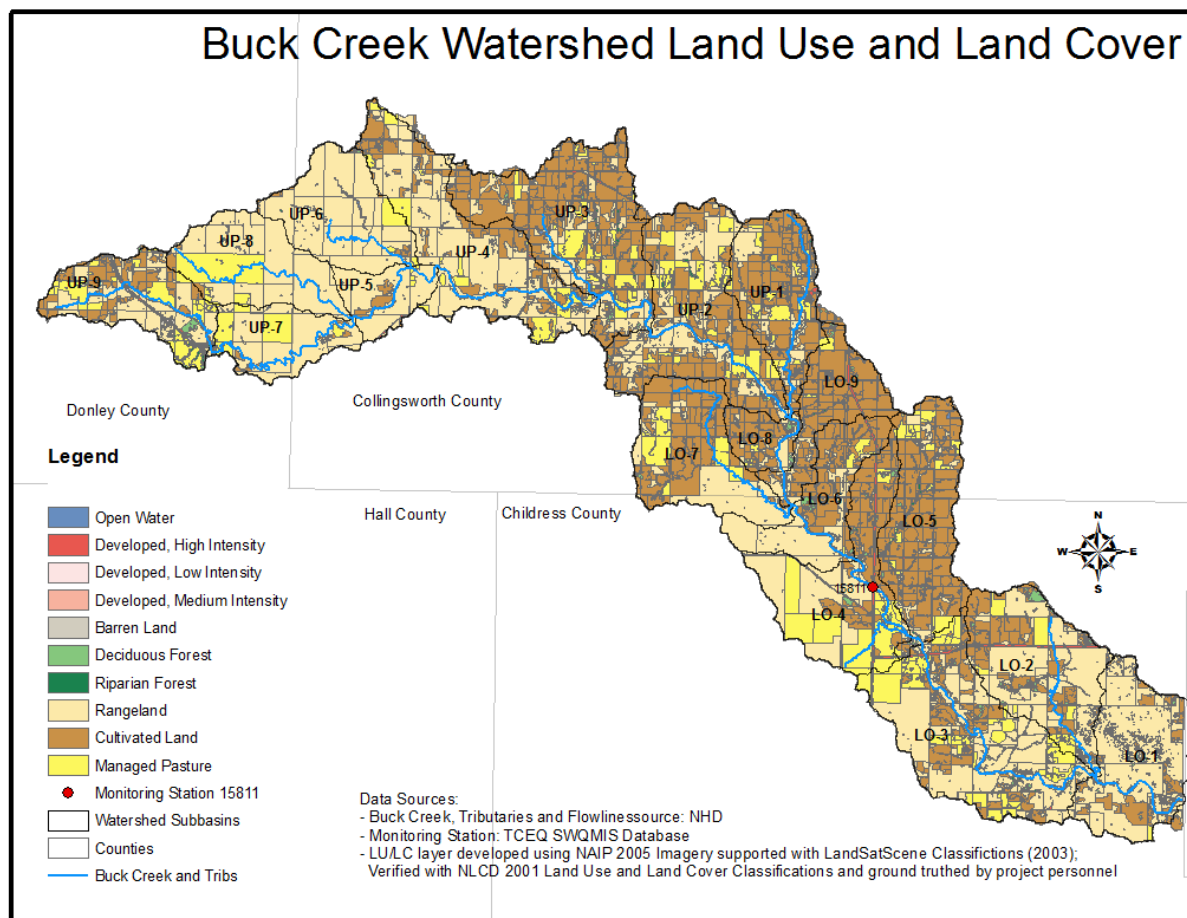 Buck Creek Watershed Land Use and Land Cover
UP-6
UP-3
UP-8
UP-4
UP-9
UP-5
UP-1
UP-7
UP-2
LO-9
Donley County
Collingsworth County
LO-8
LO-7
LO-6
LO-5
Hall County
Childress County
15811
LO-4
LO-2
LO-3
LO-1
N
W
E
S
Legend
Open Water
Developed, High Intensity
Developed, Low Intensity
Developed, Medium Intensity
Barren Land
Deciduous Forest
Riparian Forest
Rangeland
Cultivated Land
Managed Pasture
Monitoring Station 15811
Watershed Subbasins
Counties
Buck Creek and Tribs
Data Sources:
- Buck Creek, Tributaries and Flowlinessource: NHD
- Monitoring Station: TCEQ SWQMIS Database
- LU/LC layer developed using NAIP 2005 Imagery supported with LandSatScene Classifictions (2003);
Verified with NLCD 2001 Land Use and Land Cover Classifications and ground truthed by project personnel